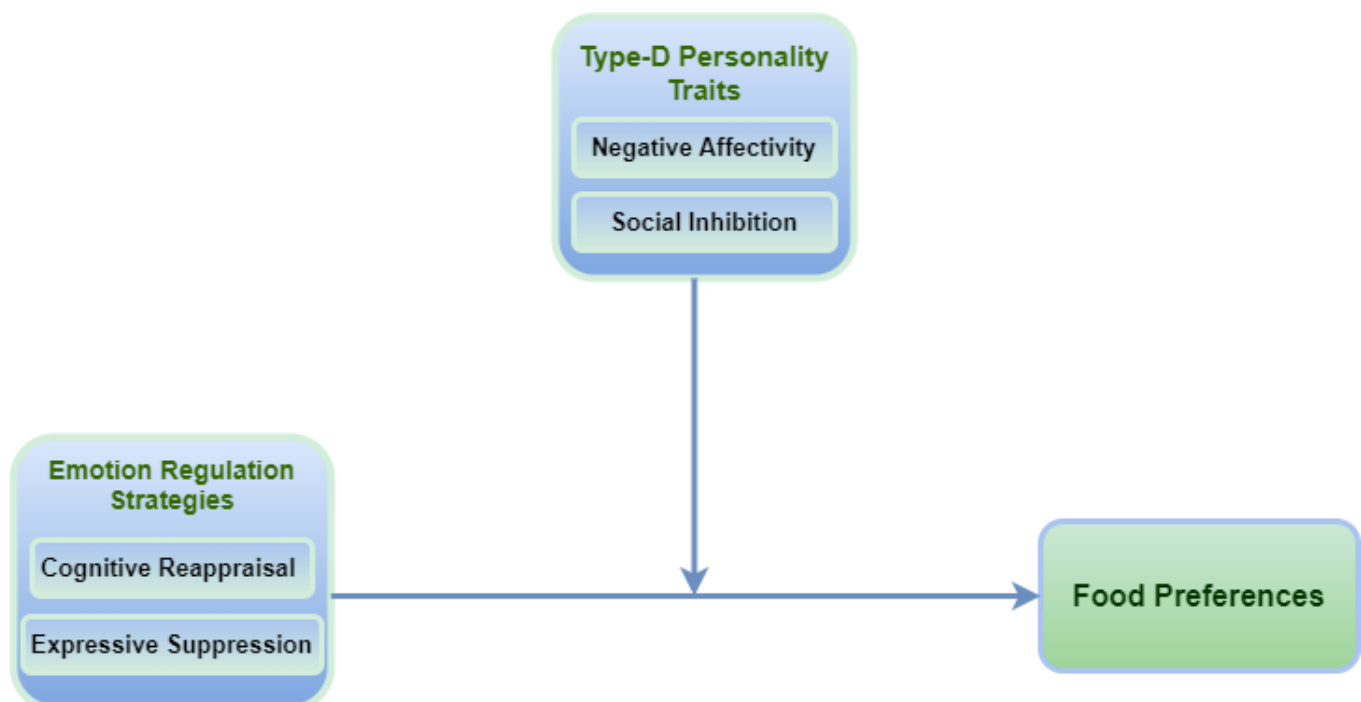 Type-D Personality
Traits
Negative Affectivity
Social Inhibition
Emotion Regulation
Strategies
Cognitive Reappraisal
Expressive Suppression
Food Preferences